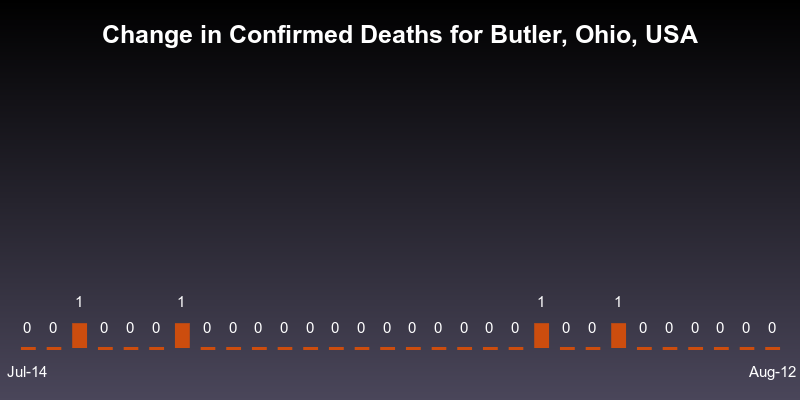 Change in Confirmed Deaths for Butler, Ohio, USA
1 1 1 1
0 0 0 0 0 0 0 0 0 0 0 0 0 0 0 0 0 0 0 0 0 0 0 0 0 0
Jul-14 Aug-12